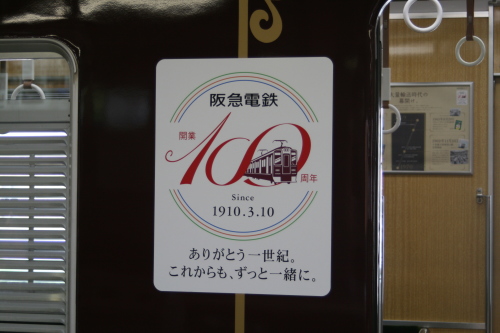 阪急電鉄
開業
100
周年
Since
1910.3.10
ありがとう一世紀。
これからも、ずっと一緒に。